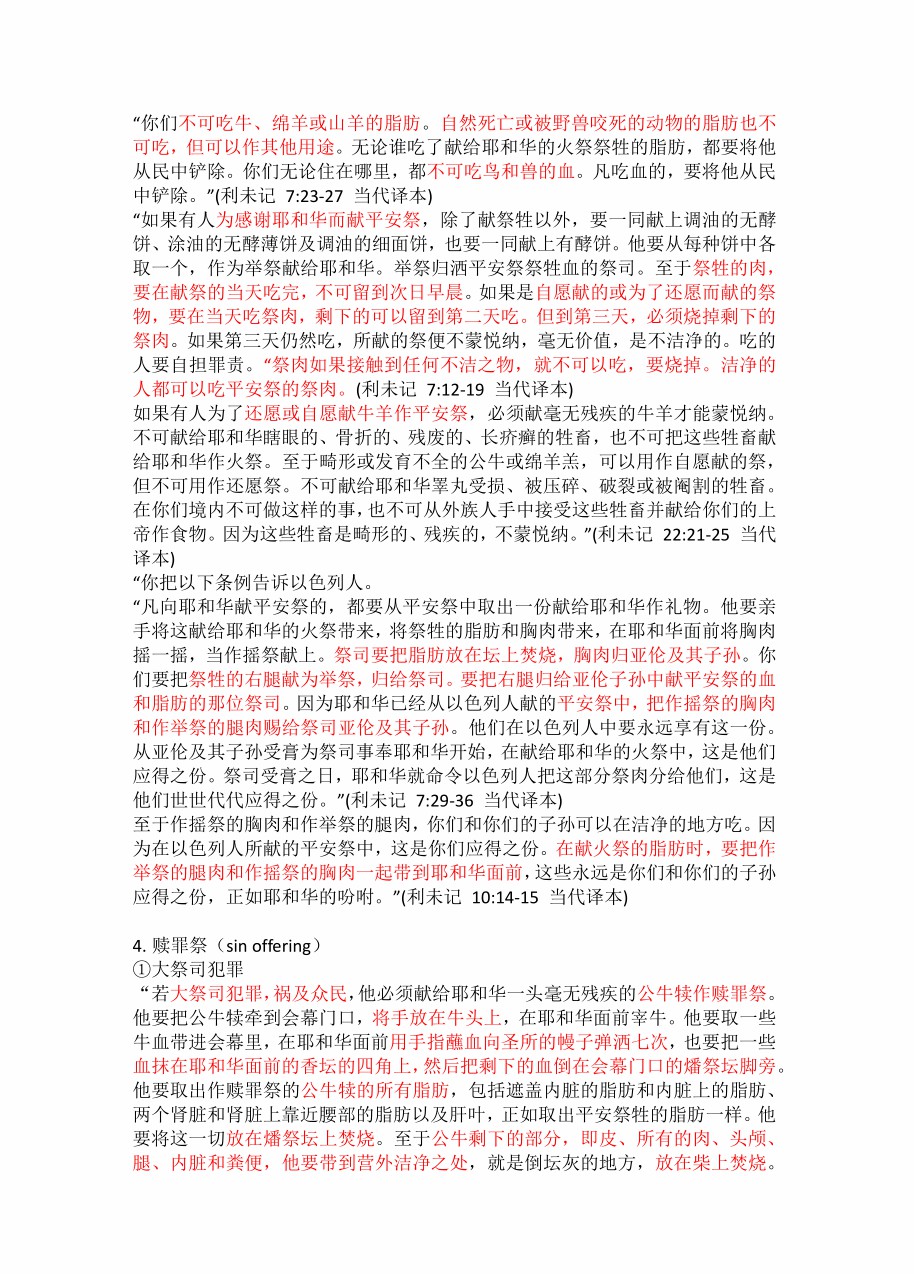 “你们不可吃牛、绵羊或山羊的脂肪。自然死亡或被野兽咬死的动物的脂肪也不
可吃，但可以作其他用途。无论谁吃了献给耶和华的火祭祭牲的脂肪，都要将他
从民中铲除。你们无论住在哪里，都不可吃鸟和兽的血。凡吃血的，要将他从民
中铲除。”(利未记 7:23-27 当代译本)
“如果有人为感谢耶和华而献平安祭，除了献祭牲以外，要一同献上调油的无酵
饼、涂油的无酵薄饼及调油的细面饼，也要一同献上有酵饼。他要从每种饼中各
取一个，作为举祭献给耶和华。举祭归洒平安祭祭牲血的祭司。至于祭牲的肉，
要在献祭的当天吃完，不可留到次日早晨。如果是自愿献的或为了还愿而献的祭
物，要在当天吃祭肉，剩下的可以留到第二天吃。但到第三天，必须烧掉剩下的
祭肉。如果第三天仍然吃，所献的祭便不蒙悦纳，毫无价值，是不洁净的。吃的
人要自担罪责。“祭肉如果接触到任何不洁之物，就不可以吃，要烧掉。洁净的
人都可以吃平安祭的祭肉。(利未记 7:12-19 当代译本)
如果有人为了还愿或自愿献牛羊作平安祭，必须献毫无残疾的牛羊才能蒙悦纳。
不可献给耶和华瞎眼的、骨折的、残废的、长疥癣的牲畜，也不可把这些牲畜献
给耶和华作火祭。至于畸形或发育不全的公牛或绵羊羔，可以用作自愿献的祭，
但不可用作还愿祭。不可献给耶和华睪丸受损、被压碎、破裂或被阉割的牲畜。
在你们境内不可做这样的事，也不可从外族人手中接受这些牲畜并献给你们的上
帝作食物。因为这些牲畜是畸形的、残疾的，不蒙悦纳。”(利未记 22:21-25 当代
译本)
“你把以下条例告诉以色列人。
“凡向耶和华献平安祭的，都要从平安祭中取出一份献给耶和华作礼物。他要亲
手将这献给耶和华的火祭带来，将祭牲的脂肪和胸肉带来，在耶和华面前将胸肉
摇一摇，当作摇祭献上。祭司要把脂肪放在坛上焚烧，胸肉归亚伦及其子孙。你
们要把祭牲的右腿献为举祭，归给祭司。要把右腿归给亚伦子孙中献平安祭的血
和脂肪的那位祭司。因为耶和华已经从以色列人献的平安祭中，把作摇祭的胸肉
和作举祭的腿肉赐给祭司亚伦及其子孙。他们在以色列人中要永远享有这一份。
从亚伦及其子孙受膏为祭司事奉耶和华开始，在献给耶和华的火祭中，这是他们
应得之份。祭司受膏之日，耶和华就命令以色列人把这部分祭肉分给他们，这是
他们世世代代应得之份。”(利未记 7:29-36 当代译本)
至于作摇祭的胸肉和作举祭的腿肉，你们和你们的子孙可以在洁净的地方吃。因
为在以色列人所献的平安祭中，这是你们应得之份。在献火祭的脂肪时，要把作
举祭的腿肉和作摇祭的胸肉一起带到耶和华面前，这些永远是你们和你们的子孙
应得之份，正如耶和华的吩咐。”(利未记 10:14-15 当代译本)
4. 赎罪祭（sin offering）
①大祭司犯罪
“若大祭司犯罪，祸及众民，他必须献给耶和华一头毫无残疾的公牛犊作赎罪祭。
他要把公牛犊牵到会幕门口，将手放在牛头上，在耶和华面前宰牛。他要取一些
牛血带进会幕里，在耶和华面前用手指蘸血向圣所的幔子弹洒七次，也要把一些
血抹在耶和华面前的香坛的四角上，然后把剩下的血倒在会幕门口的燔祭坛脚旁。
他要取出作赎罪祭的公牛犊的所有脂肪，包括遮盖内脏的脂肪和内脏上的脂肪、
两个肾脏和肾脏上靠近腰部的脂肪以及肝叶，正如取出平安祭牲的脂肪一样。他
要将这一切放在燔祭坛上焚烧。至于公牛剩下的部分，即皮、所有的肉、头颅、
腿、内脏和粪便，他要带到营外洁净之处，就是倒坛灰的地方，放在柴上焚烧。